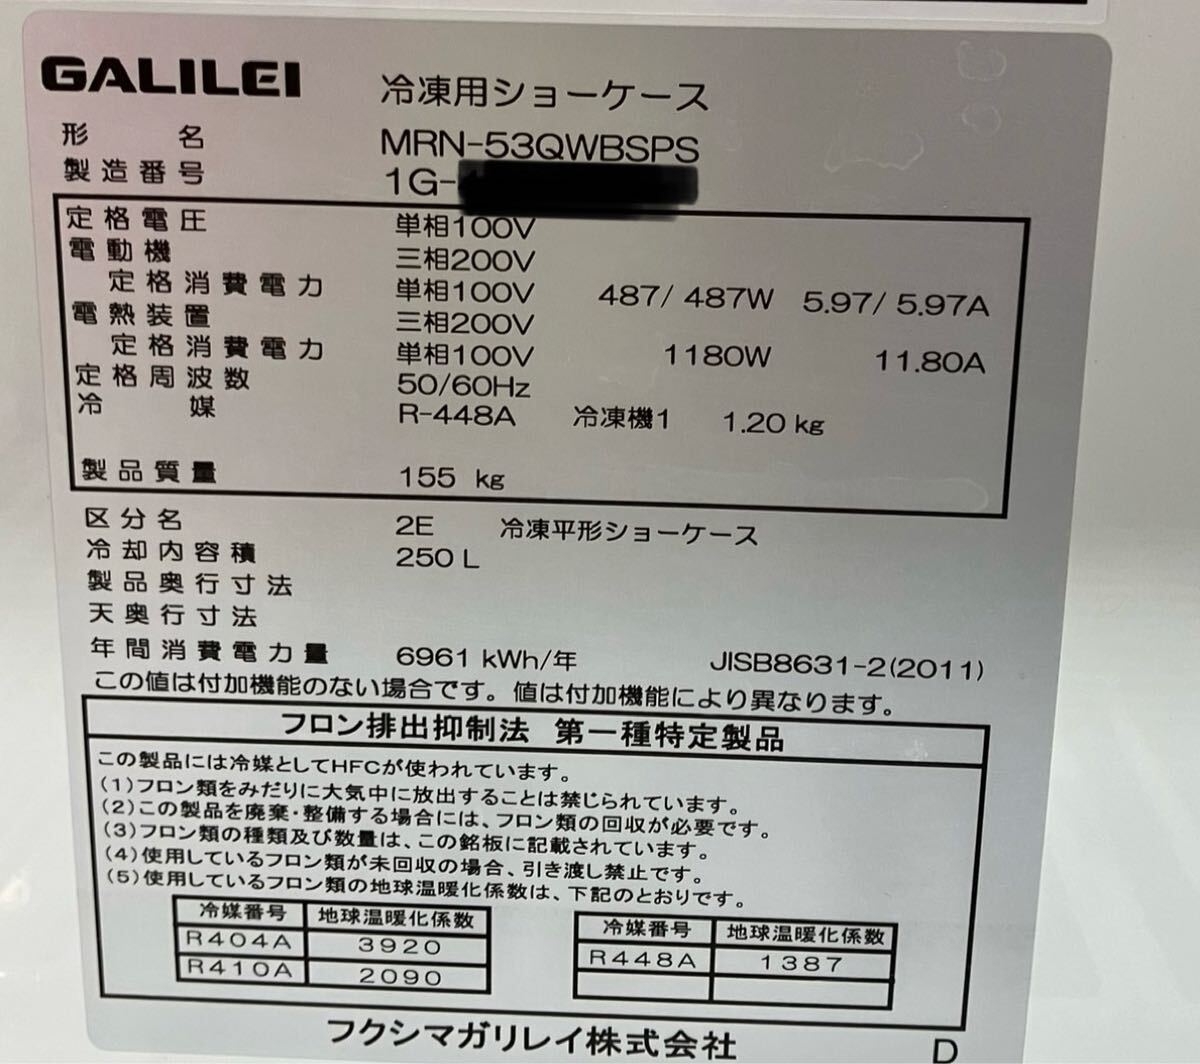 GALILEI 冷凍用ショーケース
形名 MRN-53QWBSPS
製造番号 1G-
定格電圧 単相100V
電動機 三相200V
定格消費電力 単相100V 487/ 487W 5.97/ 5.97A
電熱装置 三相200V
定格消費電力 単相100V 1180W 11.80A
定格周波数 50/60Hz
冷媒 R-448A 冷凍機1 1.20 kg
製品質量 155 kg
区分名 2E 冷凍平形ショーケース
冷却内容積 250 L
製品奥行寸法
天奥行寸法
年間消費電力量 6961 kWh/年 JISB8631-2(2011)
この値は付加機能のない場合です。値は付加機能により異なります。
フロン排出抑制法 第一種特定製品
この製品には冷媒としてHFCが使われています。
(1)フロン類をみだりに大気中に放出することは禁じられています。
(2)この製品を廃棄・整備する場合には、フロン類の回収が必要です。
(3)フロン類の種類及び数量は、この銘板に記載されています。
(4)使用しているフロン類が未回収の場合、引き渡し禁止です。
(5)使用しているフロン類の地球温暖化係数は、下記のとおりです。
冷媒番号 地球温暖化係数
R404A 3920
R410A 2090
冷媒番号 地球温暖化係数
R448A 1387
フクシマガリレイ株式会社 D